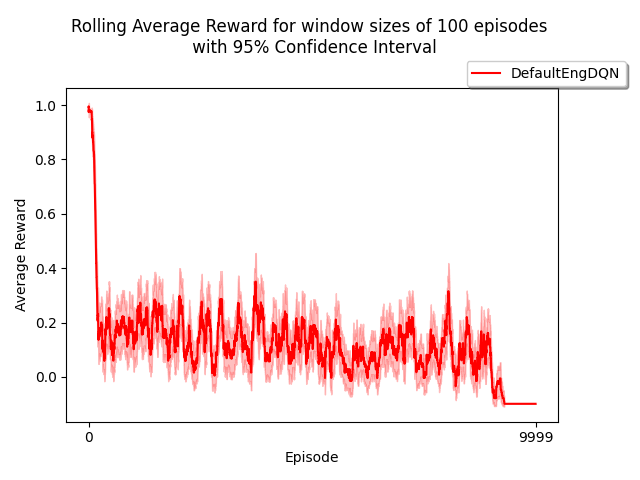 Rolling Average Reward for window sizes of 100 episodes
with 95% Confidence Interval
DefaultEngDQN
1.0
0.8
0.6
0.4
0.2
0.0
Average Reward
0
9999
Episode